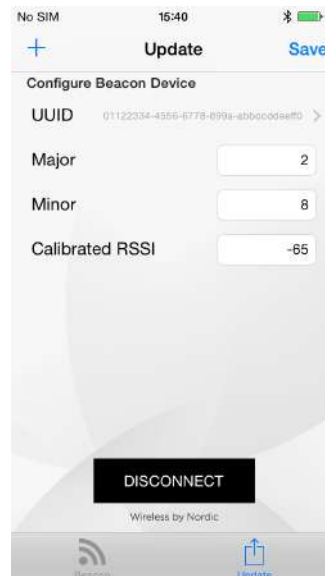 No SIM 15:40
+ Update Save
Configure Beacon Device
UUID 01122334-4556-6778-899a-abbccddaeff0 >
Major 2
Minor 8
Calibrated RSSI -65
DISCONNECT
Wireless by Nordic
Beacon Update